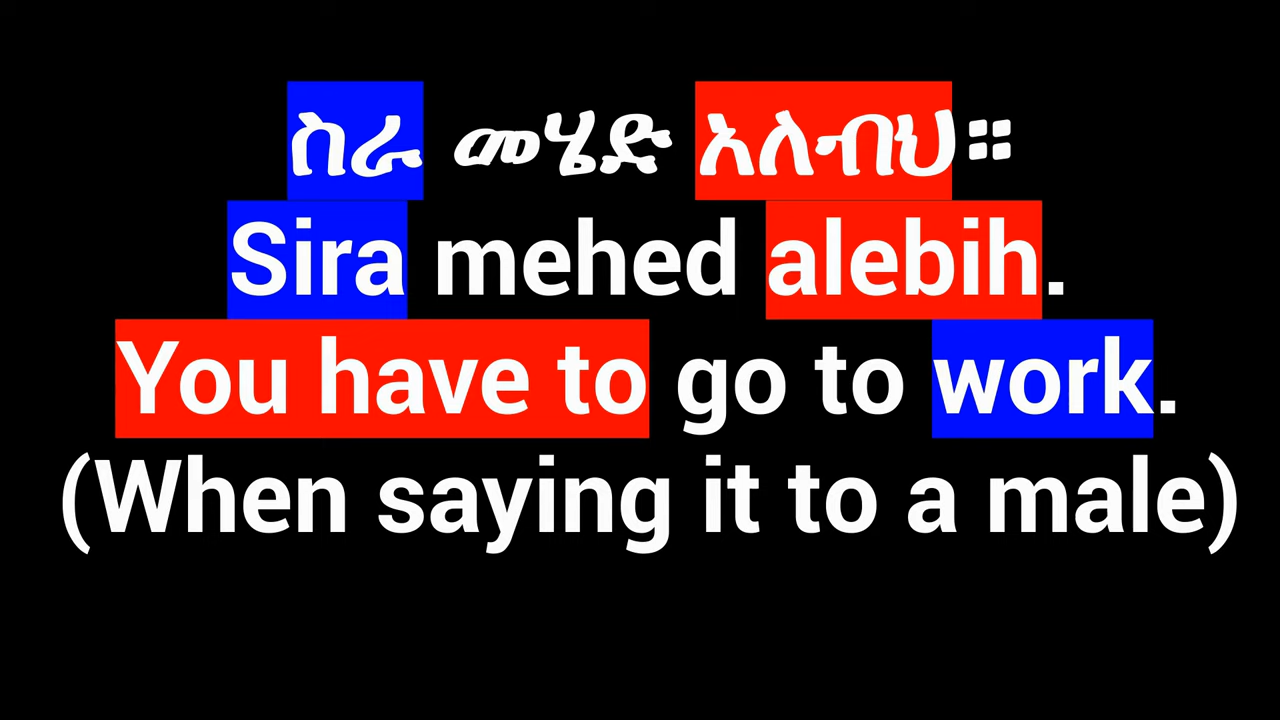 ስራ መሄድ አለብህ።
Sira mehed alebih.
You have to go to work.
(When saying it to a male)